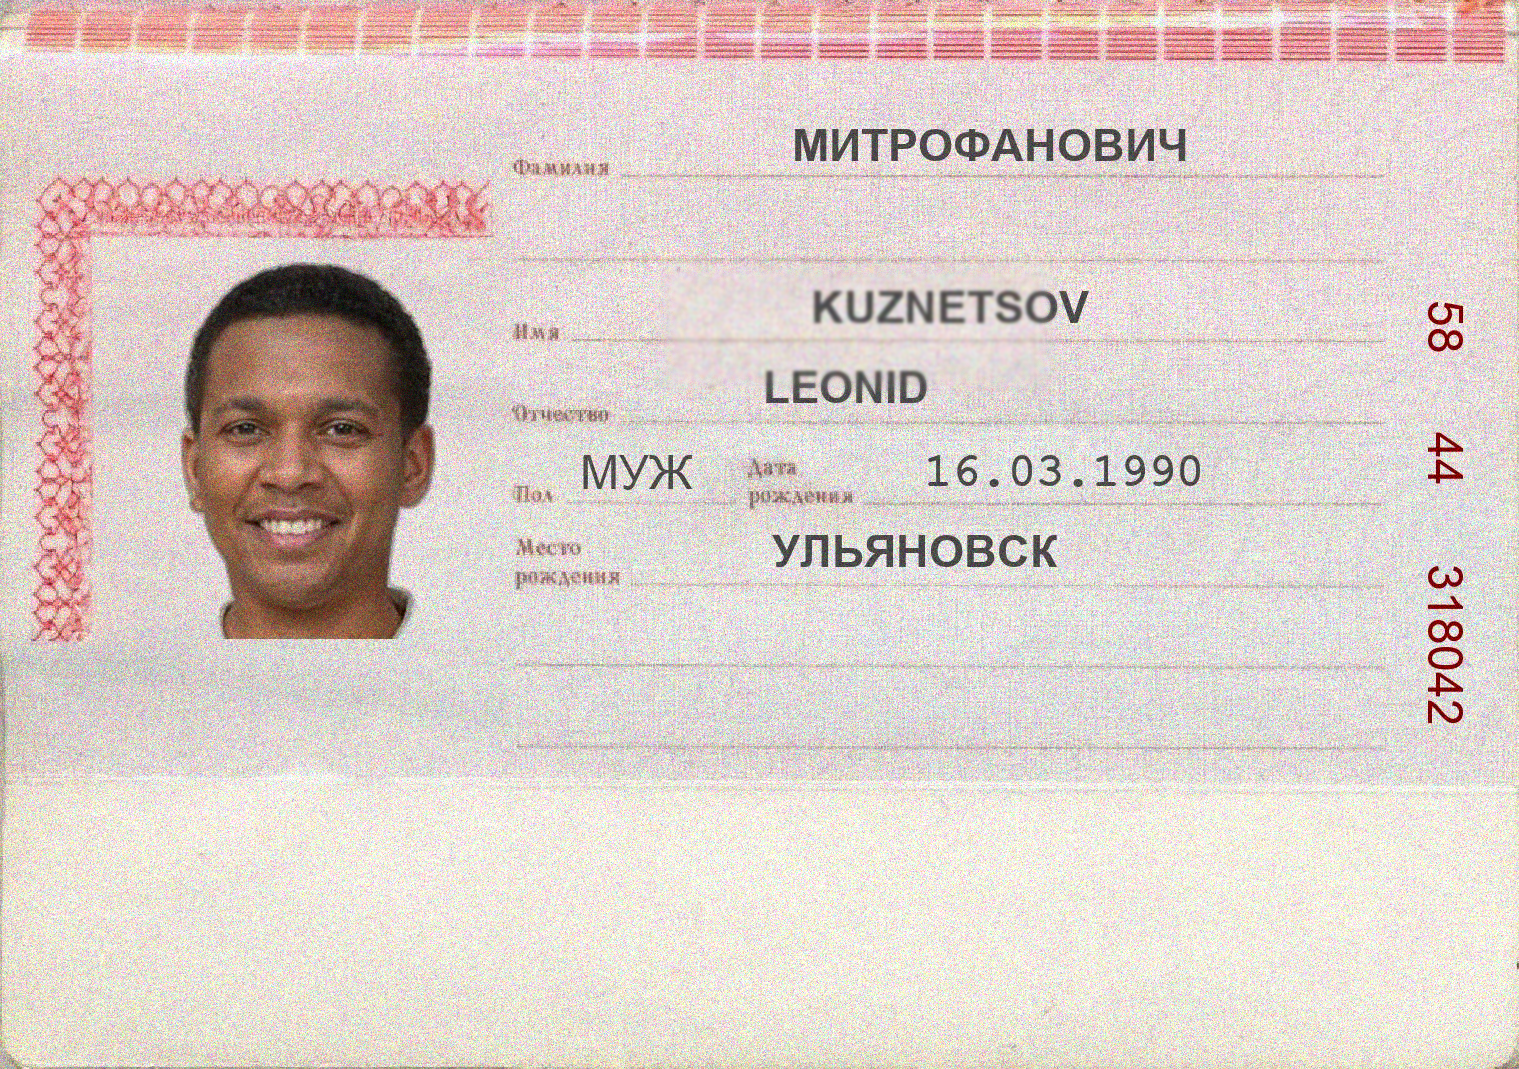 Фамилия МИТРОФАНОВИЧ
Имя KUZNETSOV
Отчество LEONID
Пол МУЖ Дата рождения 16.03.1990
Место рождения УЛЬЯНОВСК
58 44 318042